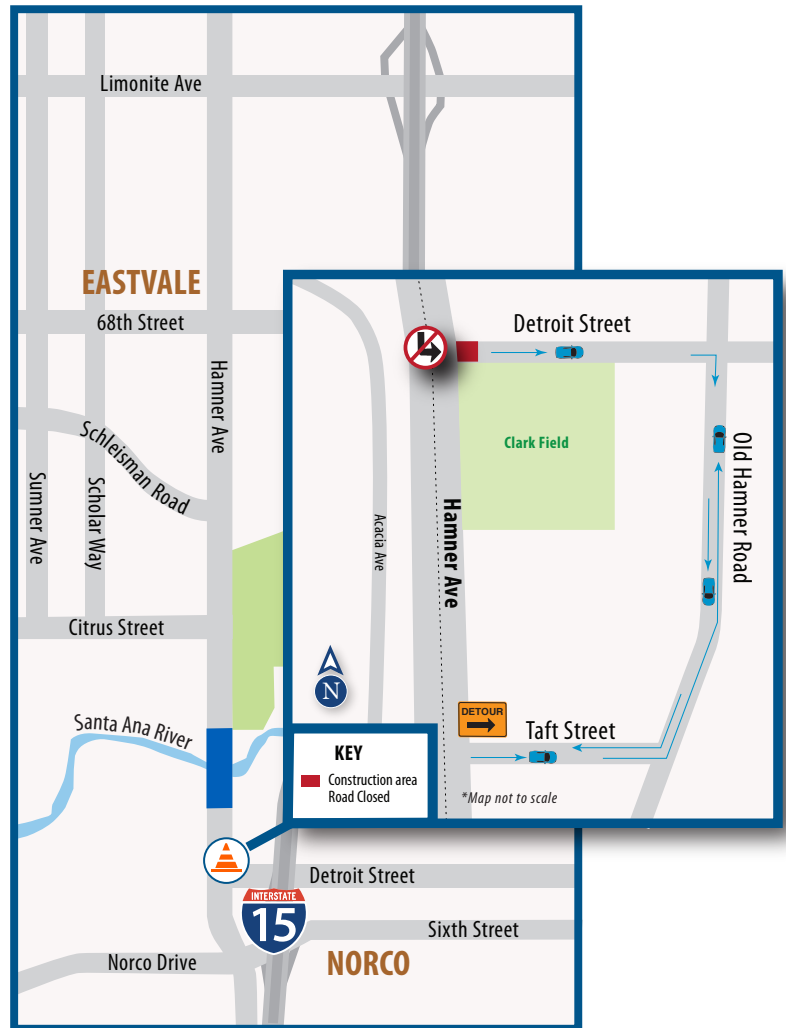 Limonite Ave
EASTVALE
68th Street
Hamner Ave
Schleisman Road
Sumner Ave
Scholar Way
Acacia Ave
Citrus Street
Santa Ana River
N
Detroit Street
Clark Field
Old Hamner Road
Hamner Ave
DETOUR
Taft Street
*Map not to scale
KEY
Construction area
Road Closed
Detroit Street
INTERSTATE
15
Sixth Street
Norco Drive
NORCO